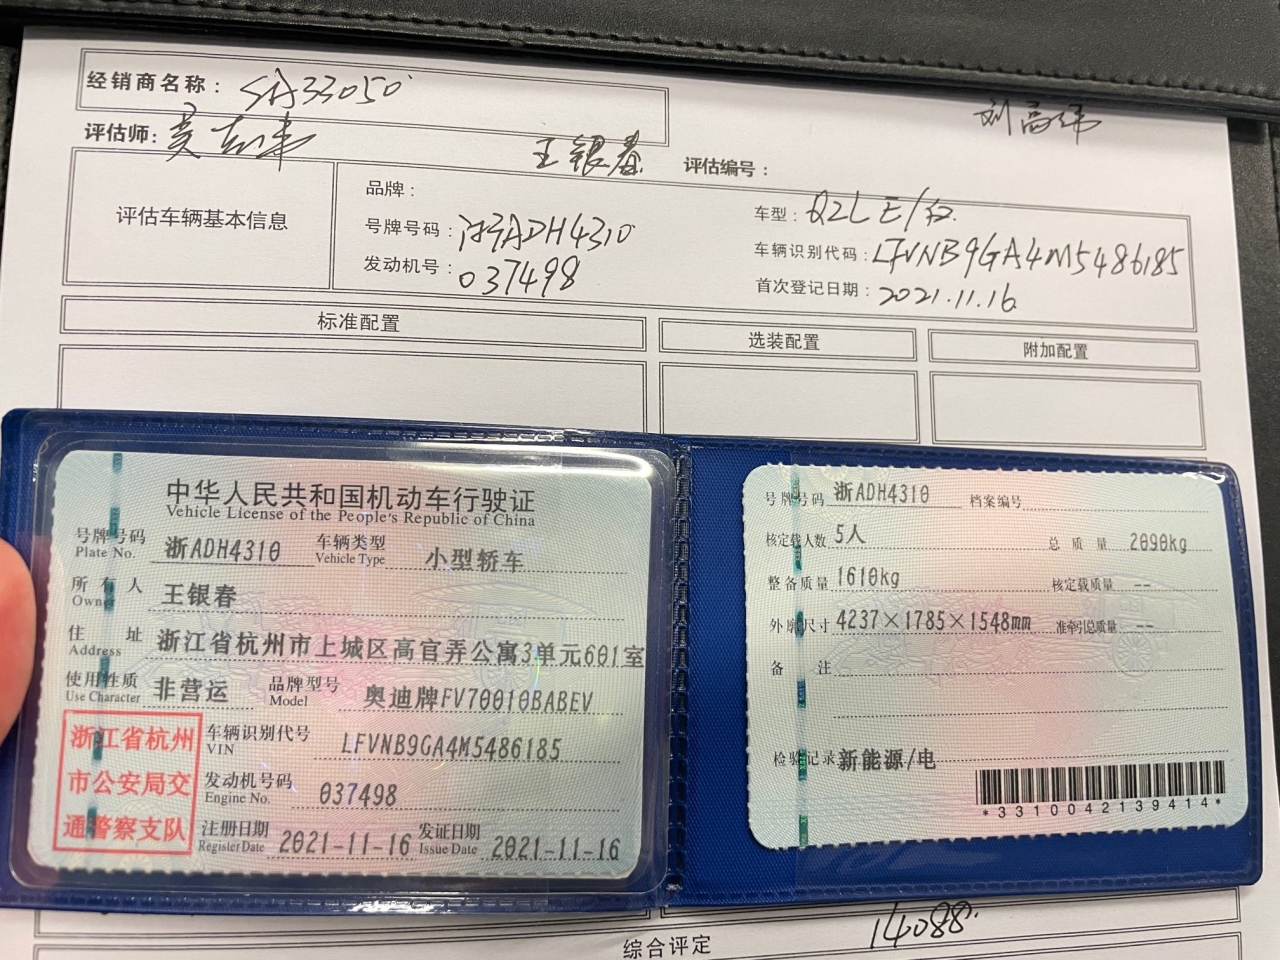 经销商名称：SA33050
刘高纬
评估师：
王银春 评估编号：
评估车辆基本信息
品牌： 车型：Q2L E/红.
号牌号码：浙ADH4310 车辆识别代码：LFVNB9GA4M5486185
发动机号：037498 首次登记日期：2021.11.16
标准配置 选装配置 附加配置
中华人民共和国机动车行驶证
Vehicle License of the People's Republic of China
号牌号码 浙ADH4310 车辆类型 小型轿车
Plate No. Vehicle Type
所有人 王银春
Owner
住址 浙江省杭州市上城区高官弄公寓3单元601室
Address
使用性质 非营运 品牌型号 奥迪牌FV70010BABEV
Use Character Model
浙江省杭州市公安局交通警察支队
车辆识别代号 LFVNB9GA4M5486185
VIN
发动机号码 037498
Engine No.
注册日期 2021-11-16 发证日期 2021-11-16
Register Date Issue Date
号牌号码 浙ADH4310 档案编号
核定载人数 5人 总质量 2090kg
整备质量 1610kg 核定载质量 --
外廓尺寸 4237×1785×1548mm 准牵引总质量 --
备注
检验记录 新能源/电
*3310042139414*
综合评定 14088.